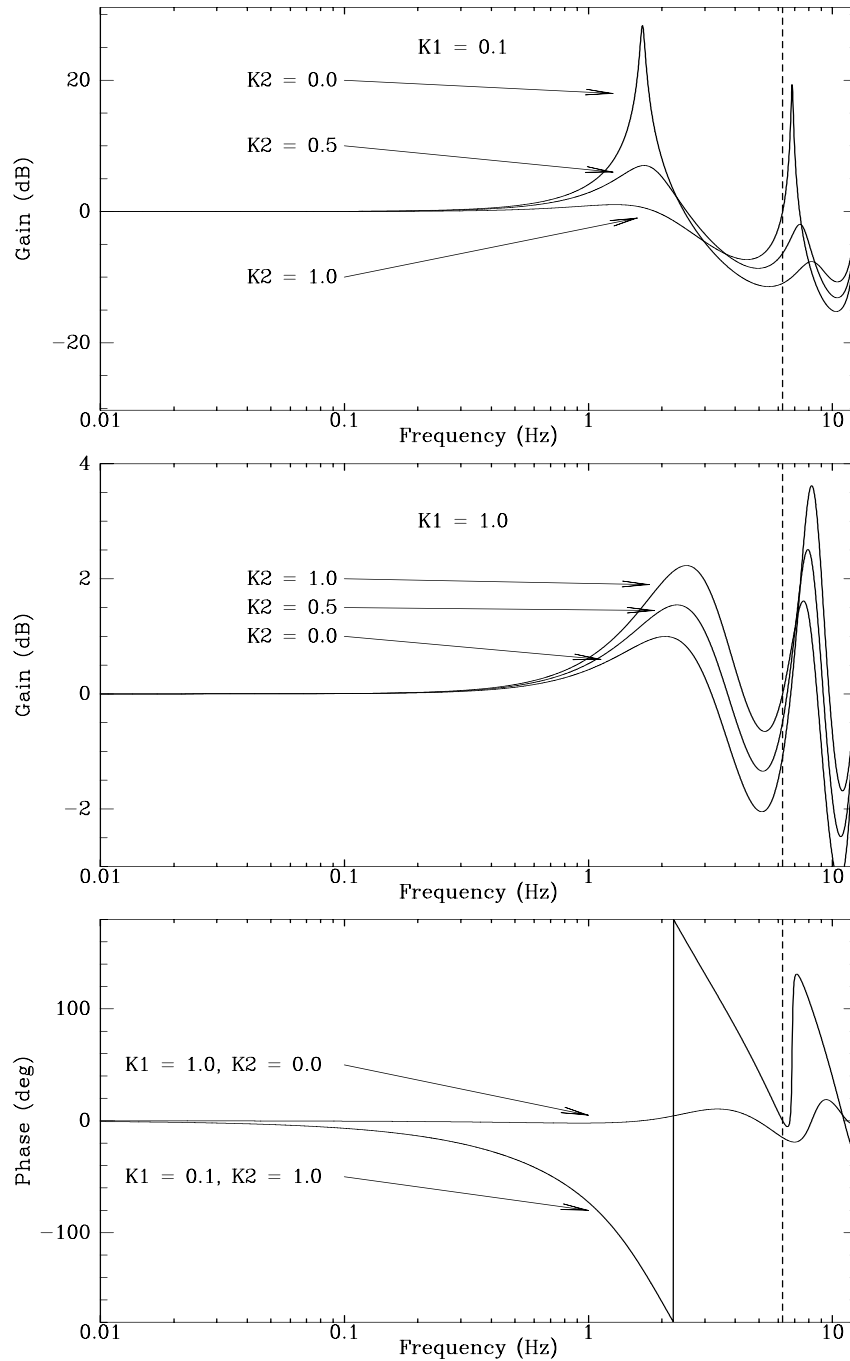 K1 = 0.1
K2 = 0.0
20
K2 = 0.5
0
K2 = 1.0
−20
Gain (dB)
0.01 0.1 1 10
Frequency (Hz)
4
K1 = 1.0
K2 = 1.0
2
K2 = 0.5
K2 = 0.0
0
−2
Gain (dB)
0.01 0.1 1 10
Frequency (Hz)
100
K1 = 1.0, K2 = 0.0
0
K1 = 0.1, K2 = 1.0
−100
Phase (deg)
0.01 0.1 1 10
Frequency (Hz)